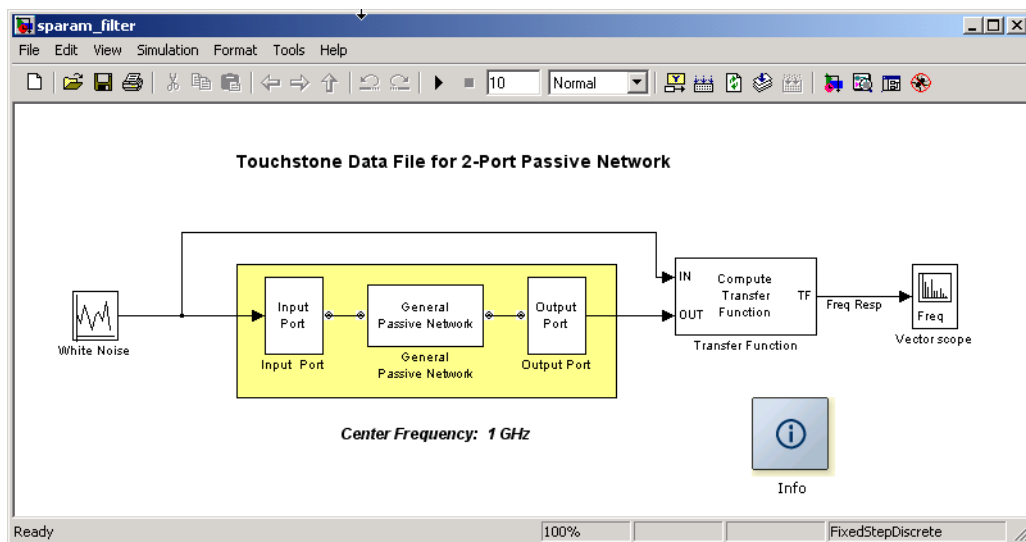 sparam_filter
File Edit View Simulation Format Tools Help
10 Normal
Touchstone Data File for 2-Port Passive Network
White Noise
Input
Port
Input Port
General
Passive Network
General
Passive Network
Output
Port
Output Port
IN
OUT
Compute
Transfer
Function
TF
Transfer Function
Freq Resp
Freq
Vector scope
Center Frequency: 1 GHz
Info
Ready 100% FixedStepDiscrete